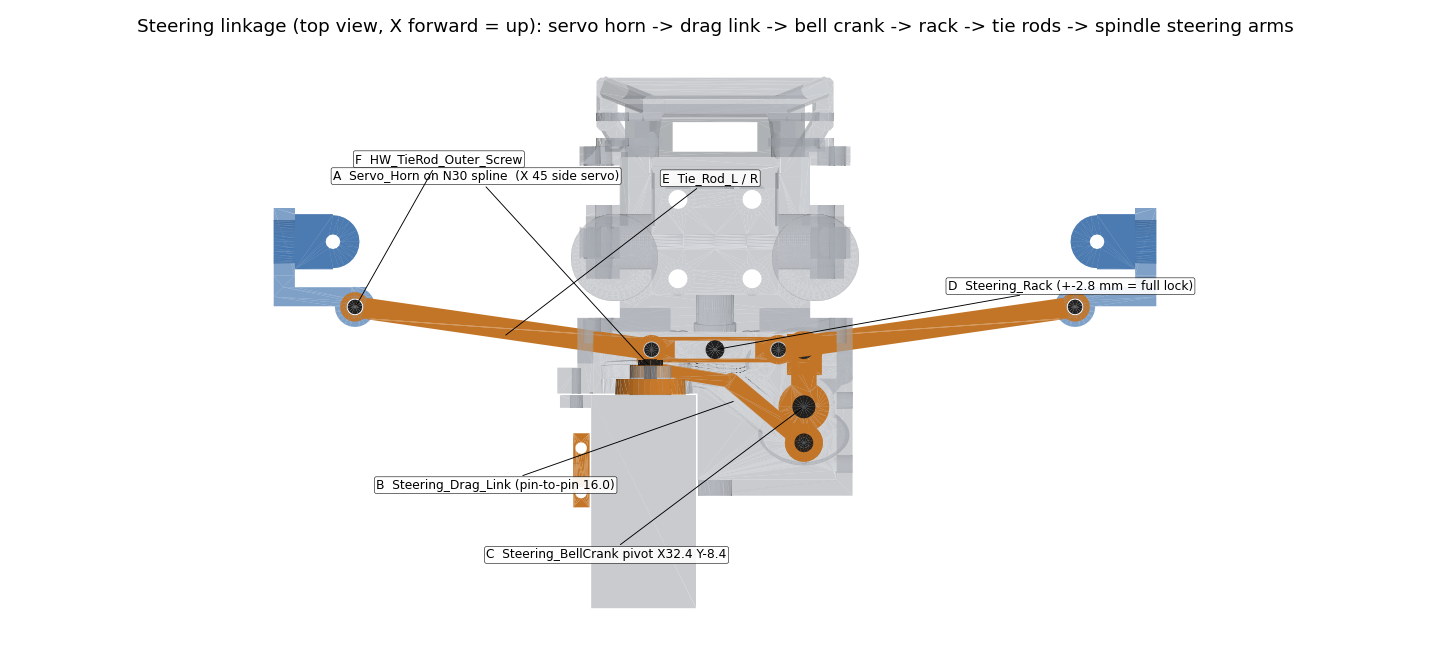 Steering linkage (top view, X forward = up): servo horn -> drag link -> bell crank -> rack -> tie rods -> spindle steering arms
F  HW_TieRod_Outer_Screw
A  Servo_Horn on N30 spline  (X 45 side servo)
E  Tie_Rod_L / R
D  Steering_Rack (+-2.8 mm = full lock)
B  Steering_Drag_Link (pin-to-pin 16.0)
C  Steering_BellCrank pivot X32.4 Y-8.4